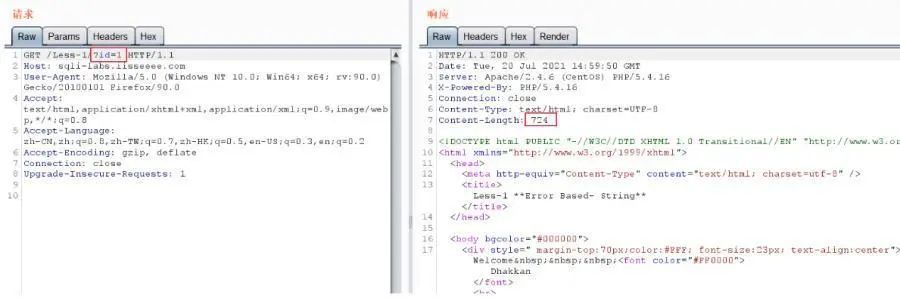 请求
Raw Params Headers Hex
1 GET /Less-1/?id=1 HTTP/1.1
2 Host: sqli-labs.lisseeee.com
3 User-Agent: Mozilla/5.0 (Windows NT 10.0; Win64; x64; rv:90.0)
Gecko/20100101 Firefox/90.0
4 Accept:
text/html,application/xhtml+xml,application/xml;q=0.9,image/web
p,*/*;q=0.8
5 Accept-Language:
zh-CN,zh;q=0.8,zh-TW;q=0.7,zh-HK;q=0.5,en-US;q=0.3,en;q=0.2
6 Accept-Encoding: gzip, deflate
7 Connection: close
8 Upgrade-Insecure-Requests: 1
9
10
响应
Raw Headers Hex Render
1 HTTP/1.1 200 OK
2 Date: Tue, 20 Jul 2021 14:59:50 GMT
3 Server: Apache/2.4.6 (CentOS) PHP/5.4.16
4 X-Powered-By: PHP/5.4.16
5 Connection: close
6 Content-Type: text/html; charset=UTF-8
7 Content-Length: 724
8
9 <!DOCTYPE html PUBLIC "-//W3C//DTD XHTML 1.0 Transitional//EN" "http://www.w3.o
10 <html xmlns="http://www.w3.org/1999/xhtml">
11 <head>
12 <meta http-equiv="Content-Type" content="text/html; charset=utf-8" />
13 <title>
Less-1 **Error Based- String**
</title>
14 </head>
15
16 <body bgcolor="#000000">
17 <div style=" margin-top:70px;color:#FFF; font-size:23px; text-align:center">
Welcome&nbsp;&nbsp;&nbsp;<font color="#FF0000">
Dhakkan
</font>
<br>